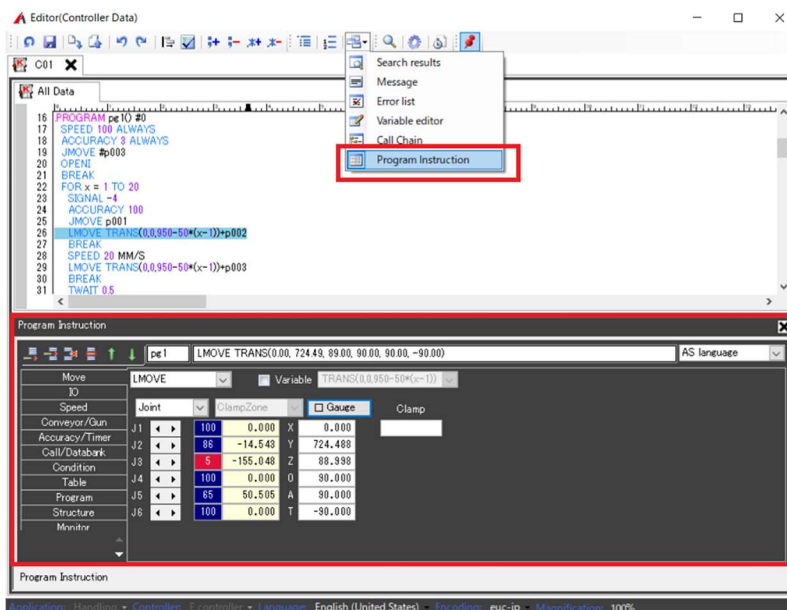 Editor(Controller Data)
C01
Search results
Message
Error list
Variable editor
Call Chain
Program Instruction
All Data
16 PROGRAM pg1() #0
17 SPEED 100 ALWAYS
18 ACCURACY 3 ALWAYS
19 JMOVE #p003
20 OPENI
21 BREAK
22 FOR x = 1 TO 20
23 SIGNAL -4
24 ACCURACY 100
25 JMOVE p001
26 LMOVE TRANS(0,0,950-50*(x-1))+p002
27 BREAK
28 SPEED 20 MM/S
29 LMOVE TRANS(0,0,950-50*(x-1))+p003
30 BREAK
31 TWAIT 0.5
Program Instruction
pg1 LMOVE TRANS(0.00, 724.49, 89.00, 90.00, 90.00, -90.00) AS language
Move LMOVE Variable TRANS(0,0,950-50*(x-1))
IO
Speed Joint ClampZone Gauge Clamp
Conveyor/Gun J1 100 0.000 X 0.000
Accuracy/Timer J2 86 -14.543 Y 724.488
Call/Databank J3 5 -155.048 Z 88.998
Condition
Table J4 100 0.000 O 90.000
Program J5 65 50.505 A 90.000
Structure J6 100 0.000 T -90.000
Monitor
Program Instruction
Application: Handling Controller: F controller Language: English (United States) Encoding: euc-jp Magnification: 100%